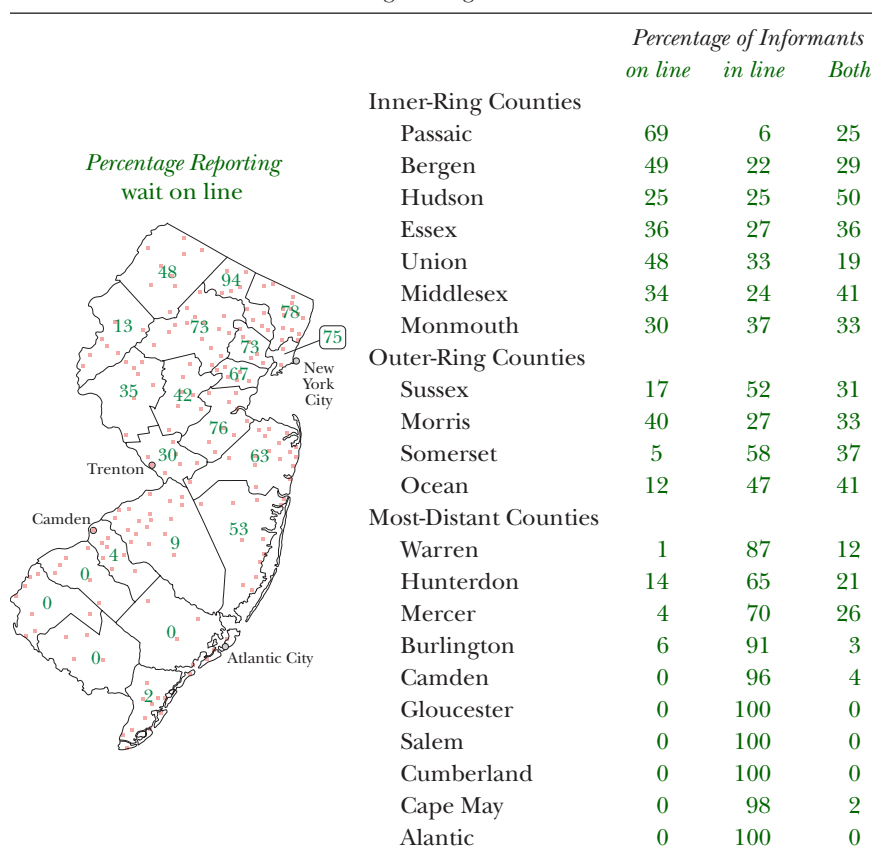 Percentage of Informants
on line in line Both
Inner-Ring Counties
Passaic 69 6 25
Bergen 49 22 29
Hudson 25 25 50
Essex 36 27 36
Union 48 33 19
Middlesex 34 24 41
Monmouth 30 37 33
Outer-Ring Counties
Sussex 17 52 31
Morris 40 27 33
Somerset 5 58 37
Ocean 12 47 41
Most-Distant Counties
Warren 1 87 12
Hunterdon 14 65 21
Mercer 4 70 26
Burlington 6 91 3
Camden 0 96 4
Gloucester 0 100 0
Salem 0 100 0
Cumberland 0 100 0
Cape May 0 98 2
Alantic 0 100 0
Percentage Reporting
wait on line
48
94
78
13
73
75
73
New
York
City
67
35
42
76
30
63
Trenton
Camden
53
9
4
0
0
0
0
Atlantic City
2